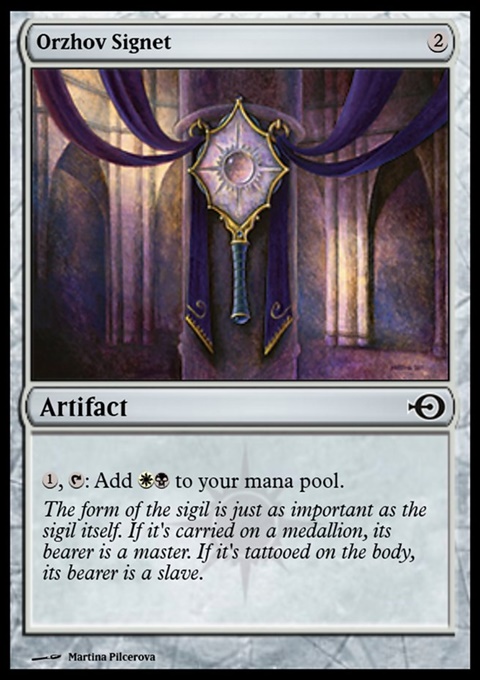 Orzhov Signet 2
Artifact
1, T: Add to your mana pool.
The form of the sigil is just as important as the
sigil itself. If it's carried on a medallion, its
bearer is a master. If it's tattooed on the body,
its bearer is a slave.
Martina Pilcerova